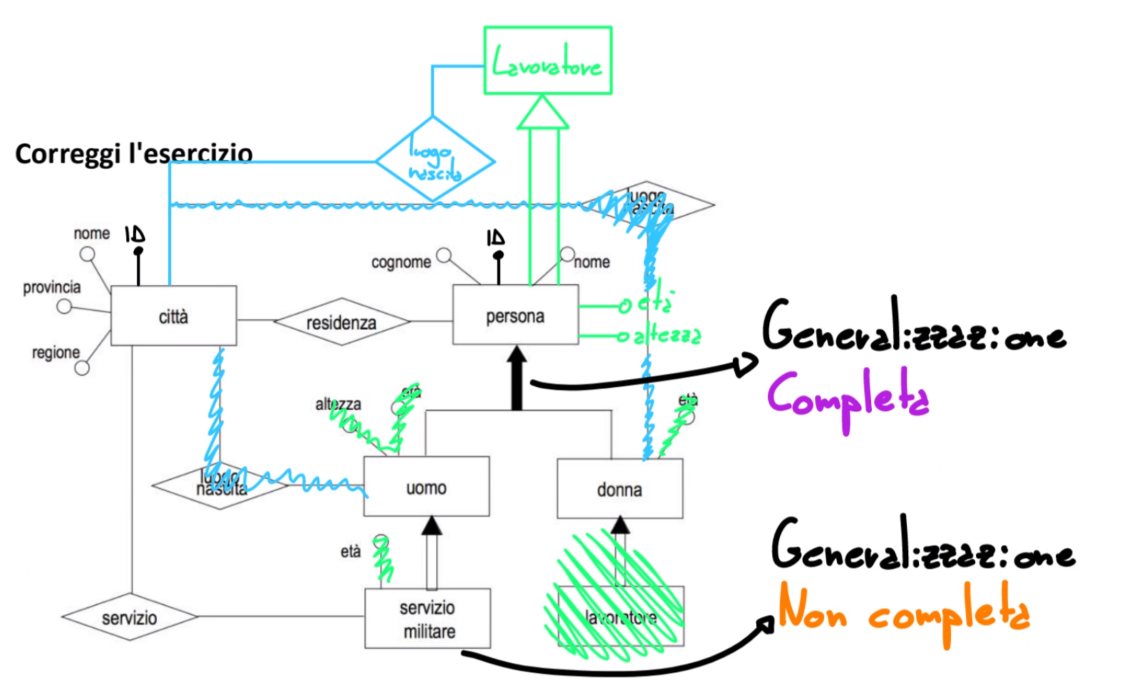 Lavoratore
Correggi l'esercizio
luogo
nascita
luogo
nascita
nome
ID
ID
cognome
nome
provincia
città
residenza
persona
età
altezza
regione
Generalizzazione
Completa
altezza
età
età
luogo
nascita
uomo
donna
età
Generalizzazione
Non completa
servizio
servizio
militare
lavoratore